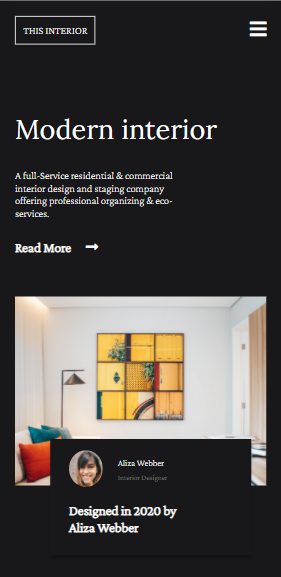 THIS INTERIOR
Modern interior
A full-Service residential & commercial
interior design and staging company
offering professional organizing & eco-
services.
Read More
Aliza Webber
Interior Designer
Designed in 2020 by
Aliza Webber